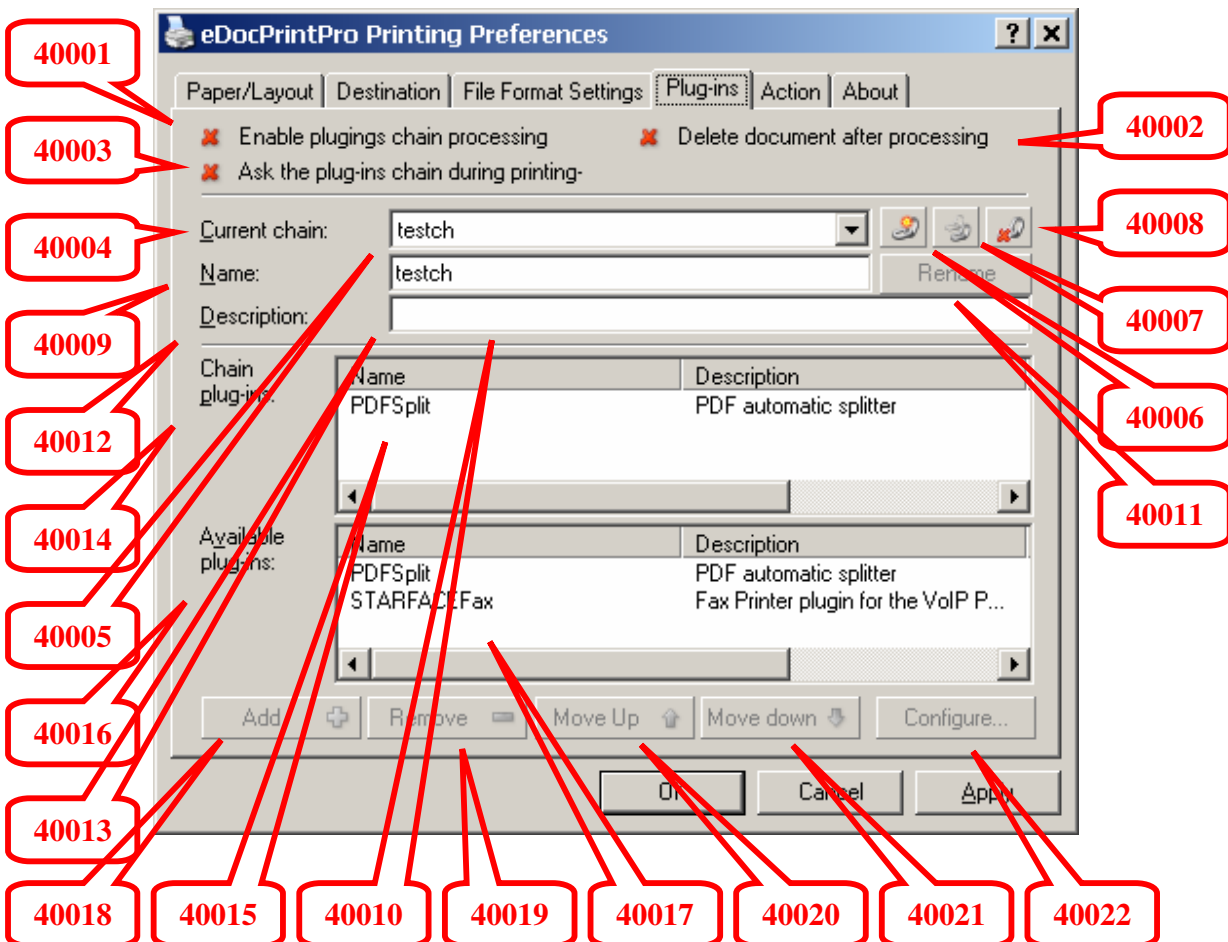 eDocPrintPro Printing Preferences
40001
Paper/Layout Destination File Format Settings Plug-ins Action About
Enable plugings chain processing
Delete document after processing
40002
40003
Ask the plug-ins chain during printing-
40004
Current chain:
testch
40008
Name:
testch
Rename
40007
40009
Description:
Chain
plug-ins:
Name Description
PDFSplit PDF automatic splitter
40006
40012
40011
40014
Available
plug-ins:
Name Description
PDFSplit PDF automatic splitter
STARFACEFax Fax Printer plugin for the VoIP P...
40005
40016
Add Remove Move Up Move down Configure...
OK Cancel Apply
40013
40018 40015 40010 40019 40017 40020 40021 40022